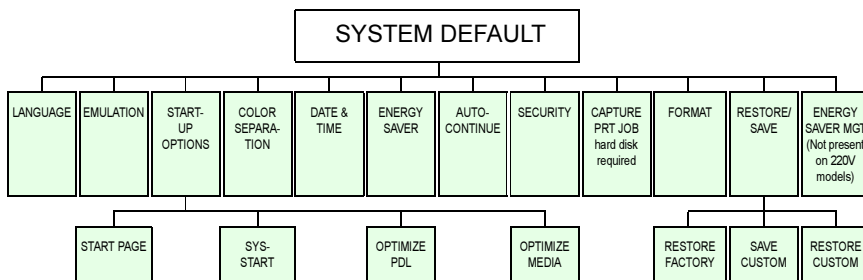 SYSTEM DEFAULT
LANGUAGE
EMULATION
START-
UP
OPTIONS
COLOR
SEPARA-
TION
DATE &
TIME
ENERGY
SAVER
AUTO-
CONTINUE
SECURITY
CAPTURE
PRT JOB
hard disk
required
FORMAT
RESTORE/
SAVE
ENERGY
SAVER MGT
(Not present
on 220V
models)
START PAGE
SYS-
START
OPTIMIZE
PDL
OPTIMIZE
MEDIA
RESTORE
FACTORY
SAVE
CUSTOM
RESTORE
CUSTOM